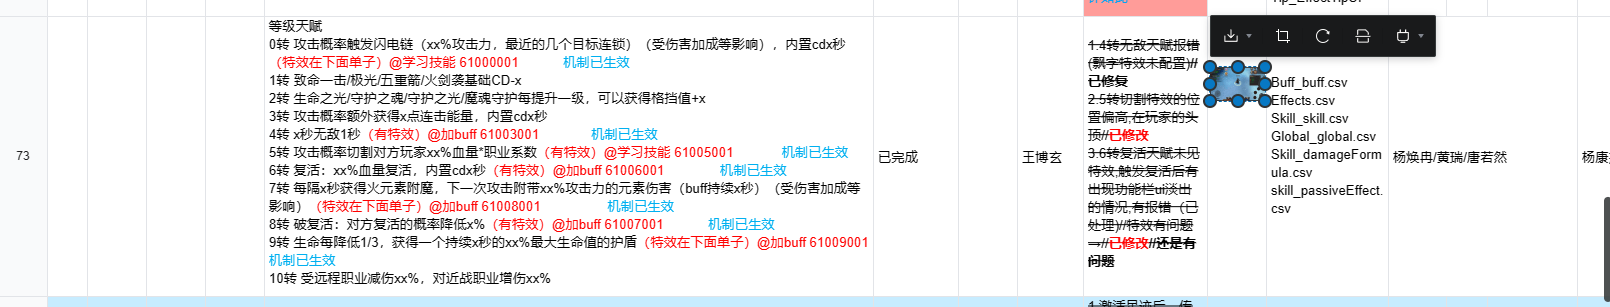 73
等级天赋
0转 攻击概率触发闪电链（xx%攻击力，最近的几个目标连锁）（受伤害加成等影响），内置cdx秒
（特效在下面单子）@学习技能 61000001 机制已生效
1转 致命一击/极光/五重箭/火剑袭基础CD-x
2转 生命之光/守护之魂/守护之光/魔魂守护每提升一级，可以获得格挡值+x
3转 攻击概率额外获得x点连击能量，内置cdx秒
4转 x秒无敌1秒（有特效）@加buff 61003001 机制已生效
5转 攻击概率切割对方玩家xx%血量*职业系数（有特效）@学习技能 61005001 机制已生效
6转 复活：xx%血量复活，内置cdx秒（有特效）@加buff 61006001 机制已生效
7转 每隔x秒获得火元素附魔，下一次攻击附带xx%攻击力的元素伤害（buff持续x秒）（受伤害加成等
影响）（特效在下面单子）@加buff 61008001 机制已生效
8转 破复活：对方复活的概率降低x%（有特效）@加buff 61007001 机制已生效
9转 生命每降低1/3，获得一个持续x秒的xx%最大生命值的护盾（特效在下面单子）@加buff 61009001
机制已生效
10转 受远程职业减伤xx%，对近战职业增伤xx%
已完成
王博玄
1.4转无敌天赋报错
(飘字特效未配置)//
已修复
2.5转切割特效的位
置偏高,在玩家的头
顶//已修改
3.6转复活天赋未见
特效,触发复活后有
出现功能栏ui淡出
的情况,有报错（已
处理)//特效有问题
→//已修改//还是有
问题
Buff_buff.csv
Effects.csv
Skill_skill.csv
Global_global.csv
Skill_damageForm
ula.csv
skill_passiveEffect.
csv
杨焕冉/黄瑞/唐若然